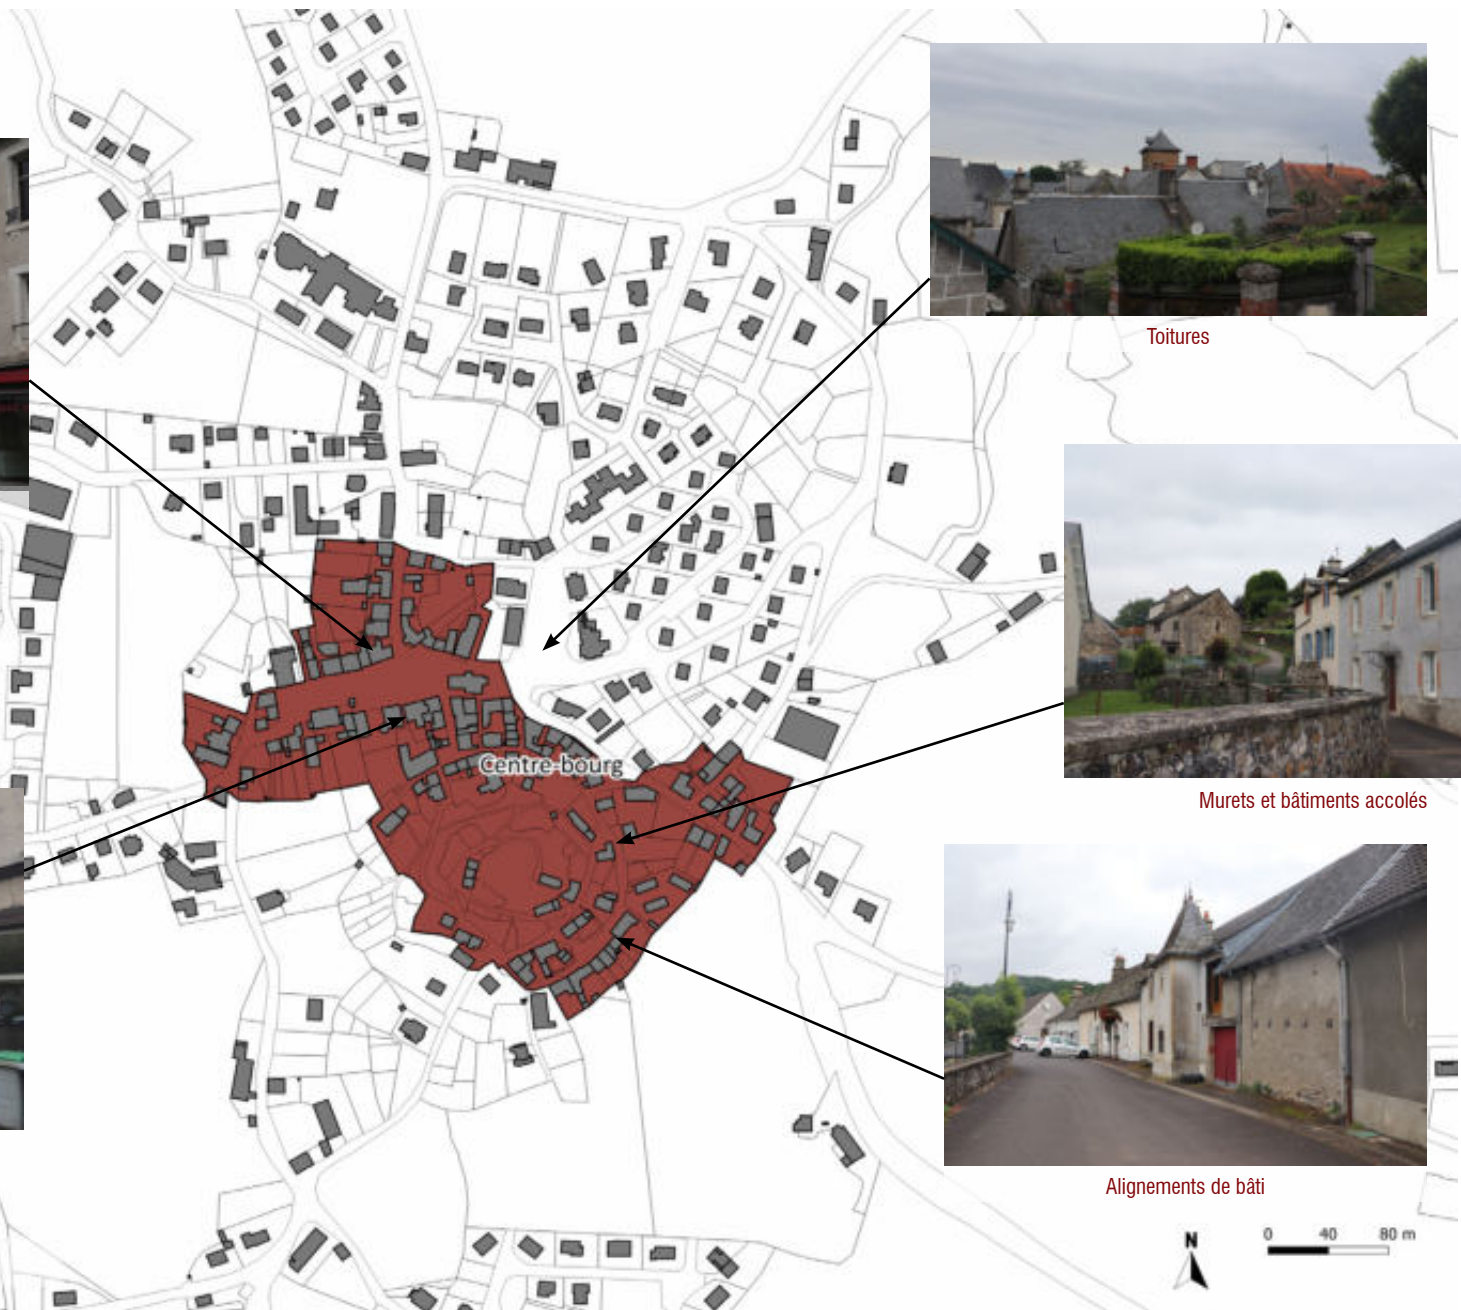 Toitures
Centre-bourg
Murets et bâtiments accolés
Alignements de bâti
N
0 40 80 m